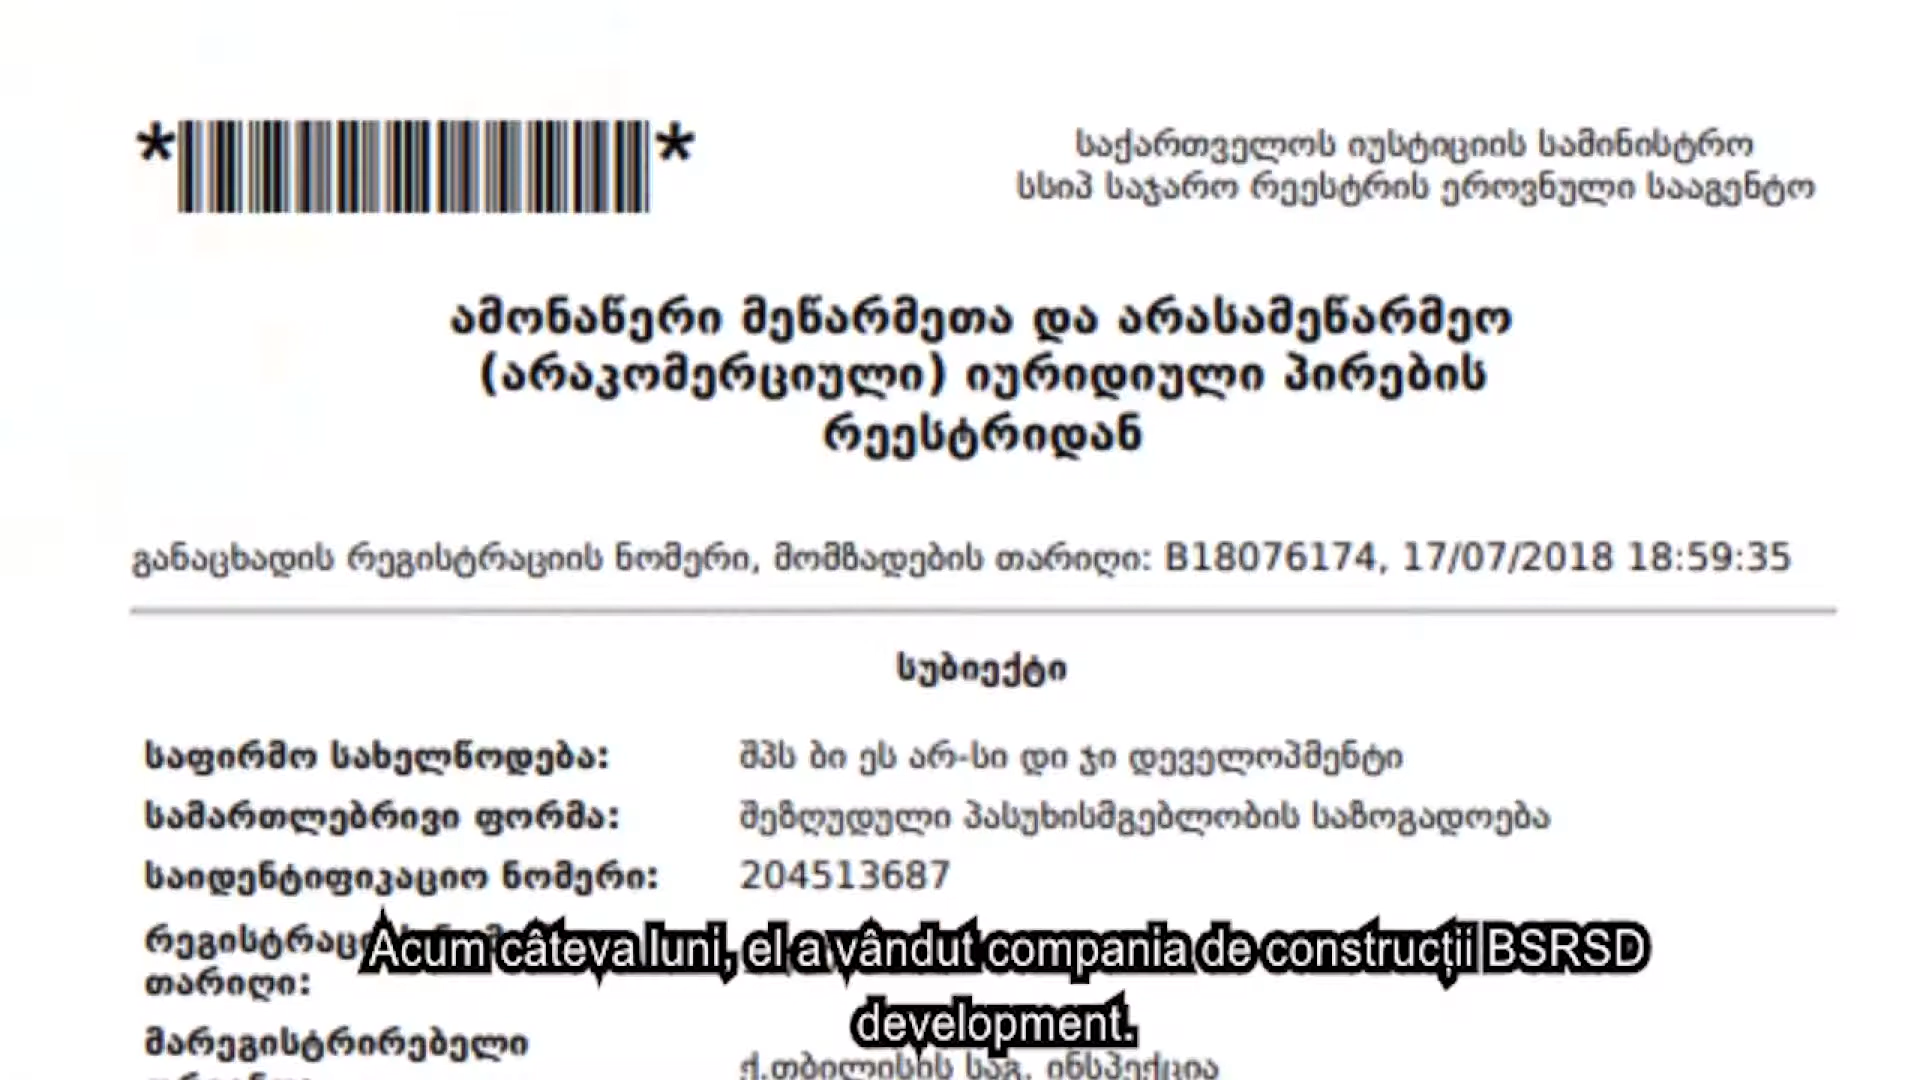 საქართველოს იუსტიციის სამინისტრო
სსიპ საჯარო რეესტრის ეროვნული სააგენტო
ამონაწერი მეწარმეთა და არასამეწარმეო
(არაკომერციული) იურიდიული პირების
რეესტრიდან
განაცხადის რეგისტრაციის ნომერი, მომზადების თარიღი: B18076174, 17/07/2018 18:59:35
სუბიექტი
საფირმო სახელწოდება: შპს ბი ეს არ-სი დი ჯი დეველოპმენტი
სამართლებრივი ფორმა: შეზღუდული პასუხისმგებლობის საზოგადოება
საიდენტიფიკაციო ნომერი: 204513687
თარიღი:
მარეგისტრირებელი
ქ.თბილისის საგ. ინსპექცია
Acum câteva luni, el a vândut compania de construcții BSRSD
development.